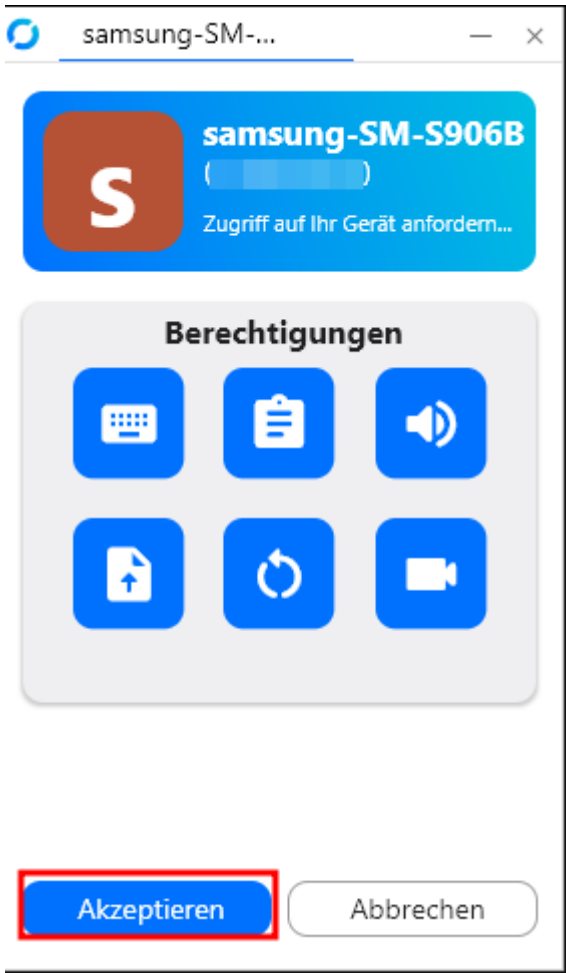 samsung-SM-...
s
samsung-SM-S906B
( )
Zugriff auf Ihr Gerät anfordern...
Berechtigungen
Akzeptieren
Abbrechen